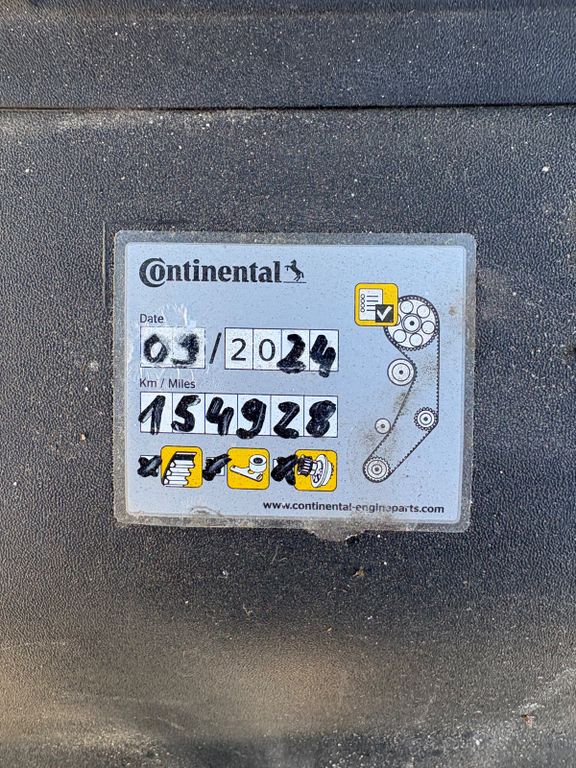 Continental
Date
03/2024
Km / Miles
154928
www.continental-engineparts.com